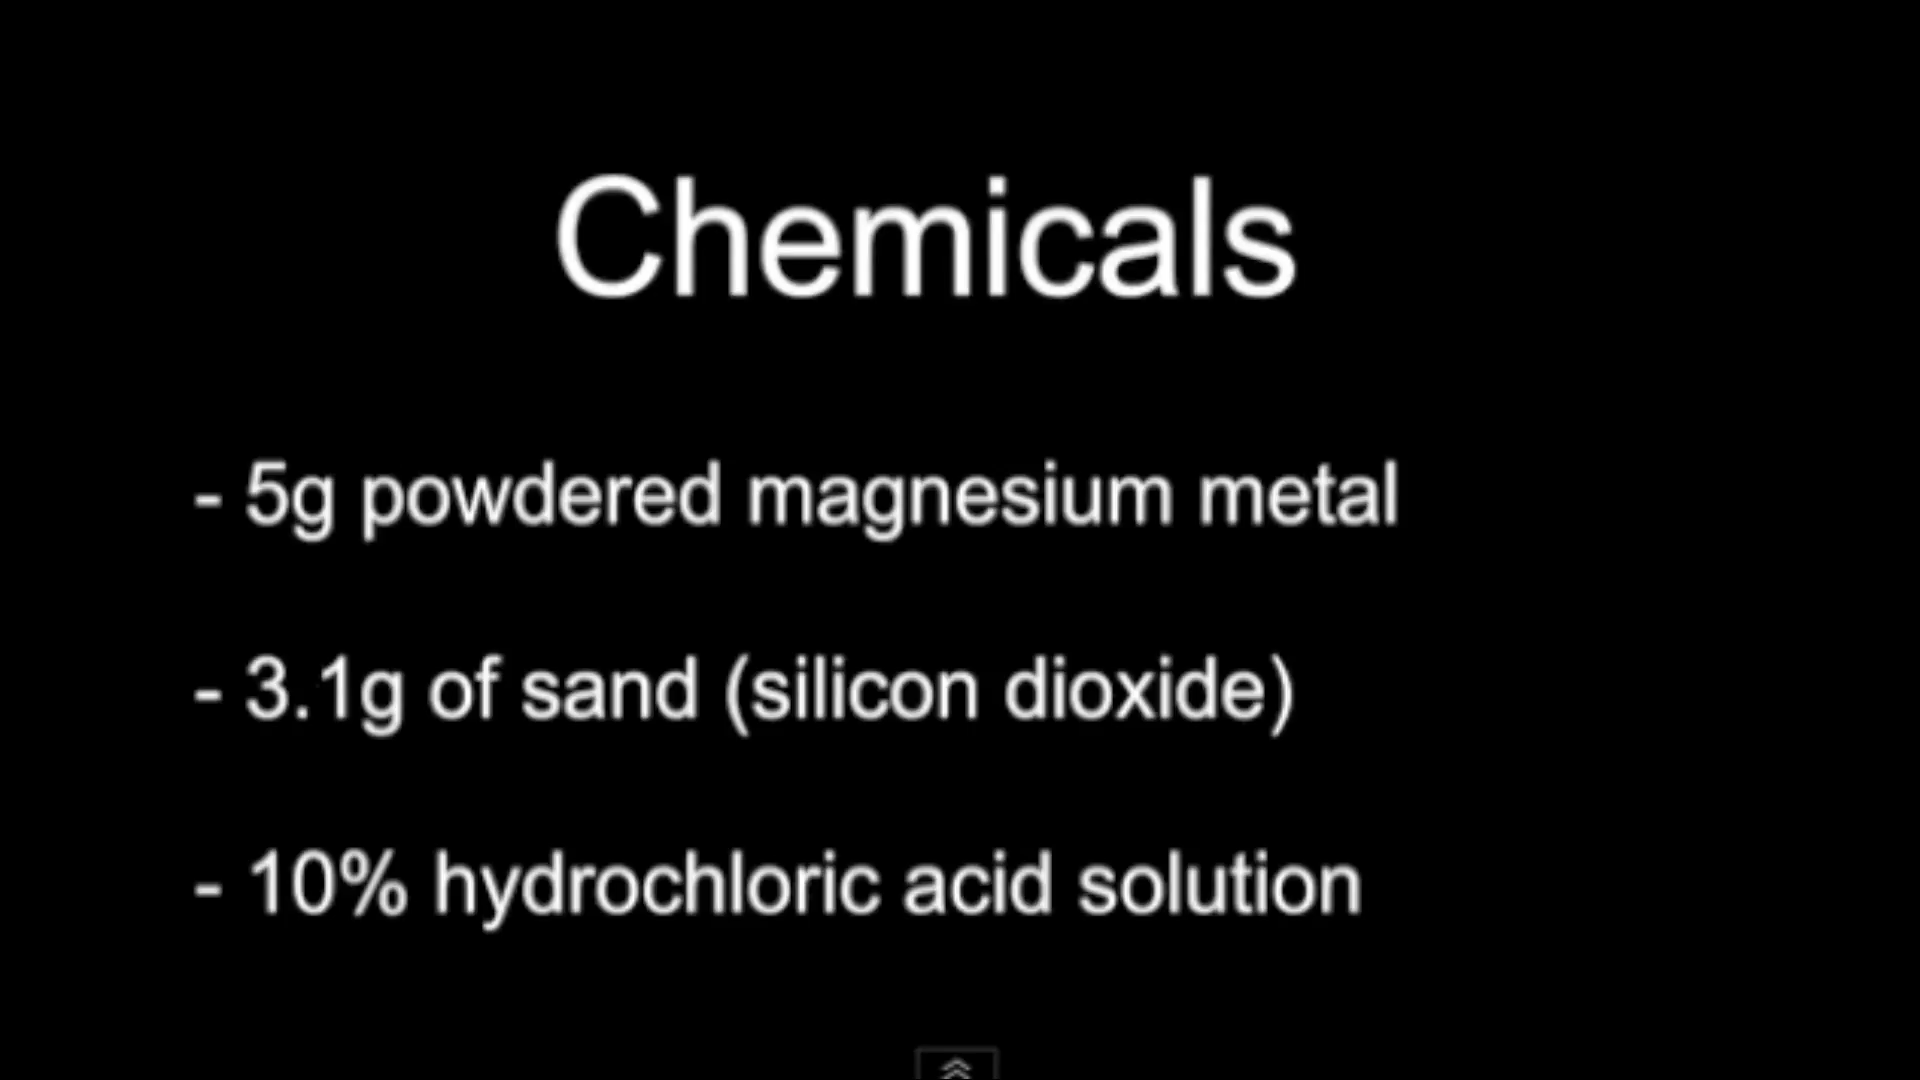 Chemicals
- 5g powdered magnesium metal
- 3.1g of sand (silicon dioxide)
- 10% hydrochloric acid solution